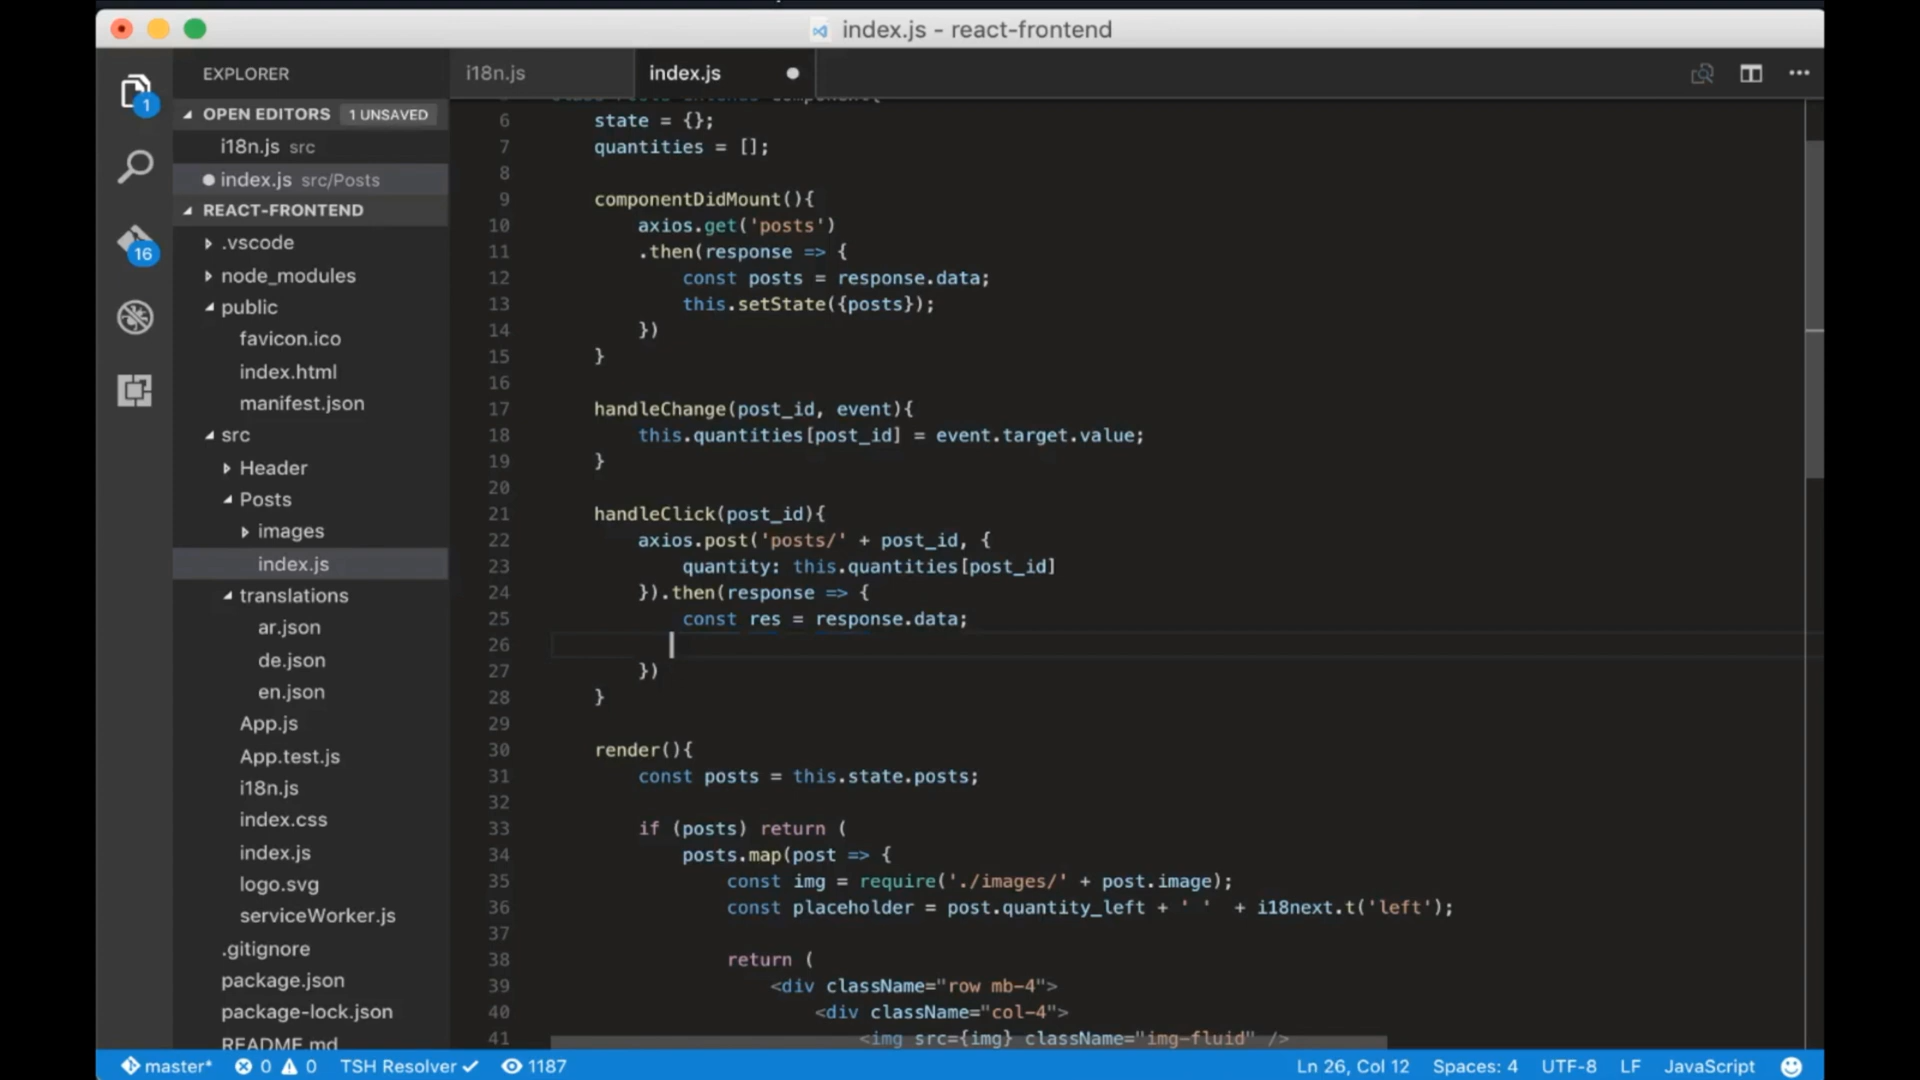 index.js - react-frontend
EXPLORER
OPEN EDITORS 1 UNSAVED
i18n.js src
index.js src/Posts
REACT-FRONTEND
.vscode
node_modules
public
favicon.ico
index.html
manifest.json
src
Header
Posts
images
index.js
translations
ar.json
de.json
en.json
App.js
App.test.js
i18n.js
index.css
index.js
logo.svg
serviceWorker.js
.gitignore
package.json
package-lock.json
README.md
1
16
i18n.js
index.js
6 state = {};
7 quantities = [];
8
9 componentDidMount(){
10 axios.get('posts')
11 .then(response => {
12 const posts = response.data;
13 this.setState({posts});
14 })
15 }
16
17 handleChange(post_id, event){
18 this.quantities[post_id] = event.target.value;
19 }
20
21 handleClick(post_id){
22 axios.post('posts/' + post_id, {
23 quantity: this.quantities[post_id]
24 }).then(response => {
25 const res = response.data;
26
27 })
28 }
29
30 render(){
31 const posts = this.state.posts;
32
33 if (posts) return (
34 posts.map(post => {
35 const img = require('./images/' + post.image);
36 const placeholder = post.quantity_left + ' ' + i18next.t('left');
37
38 return (
39 <div className="row mb-4">
40 <div className="col-4">
41 <img src={img} className="img-fluid" />
master* 0 0 TSH Resolver 1187 Ln 26, Col 12 Spaces: 4 UTF-8 LF JavaScript